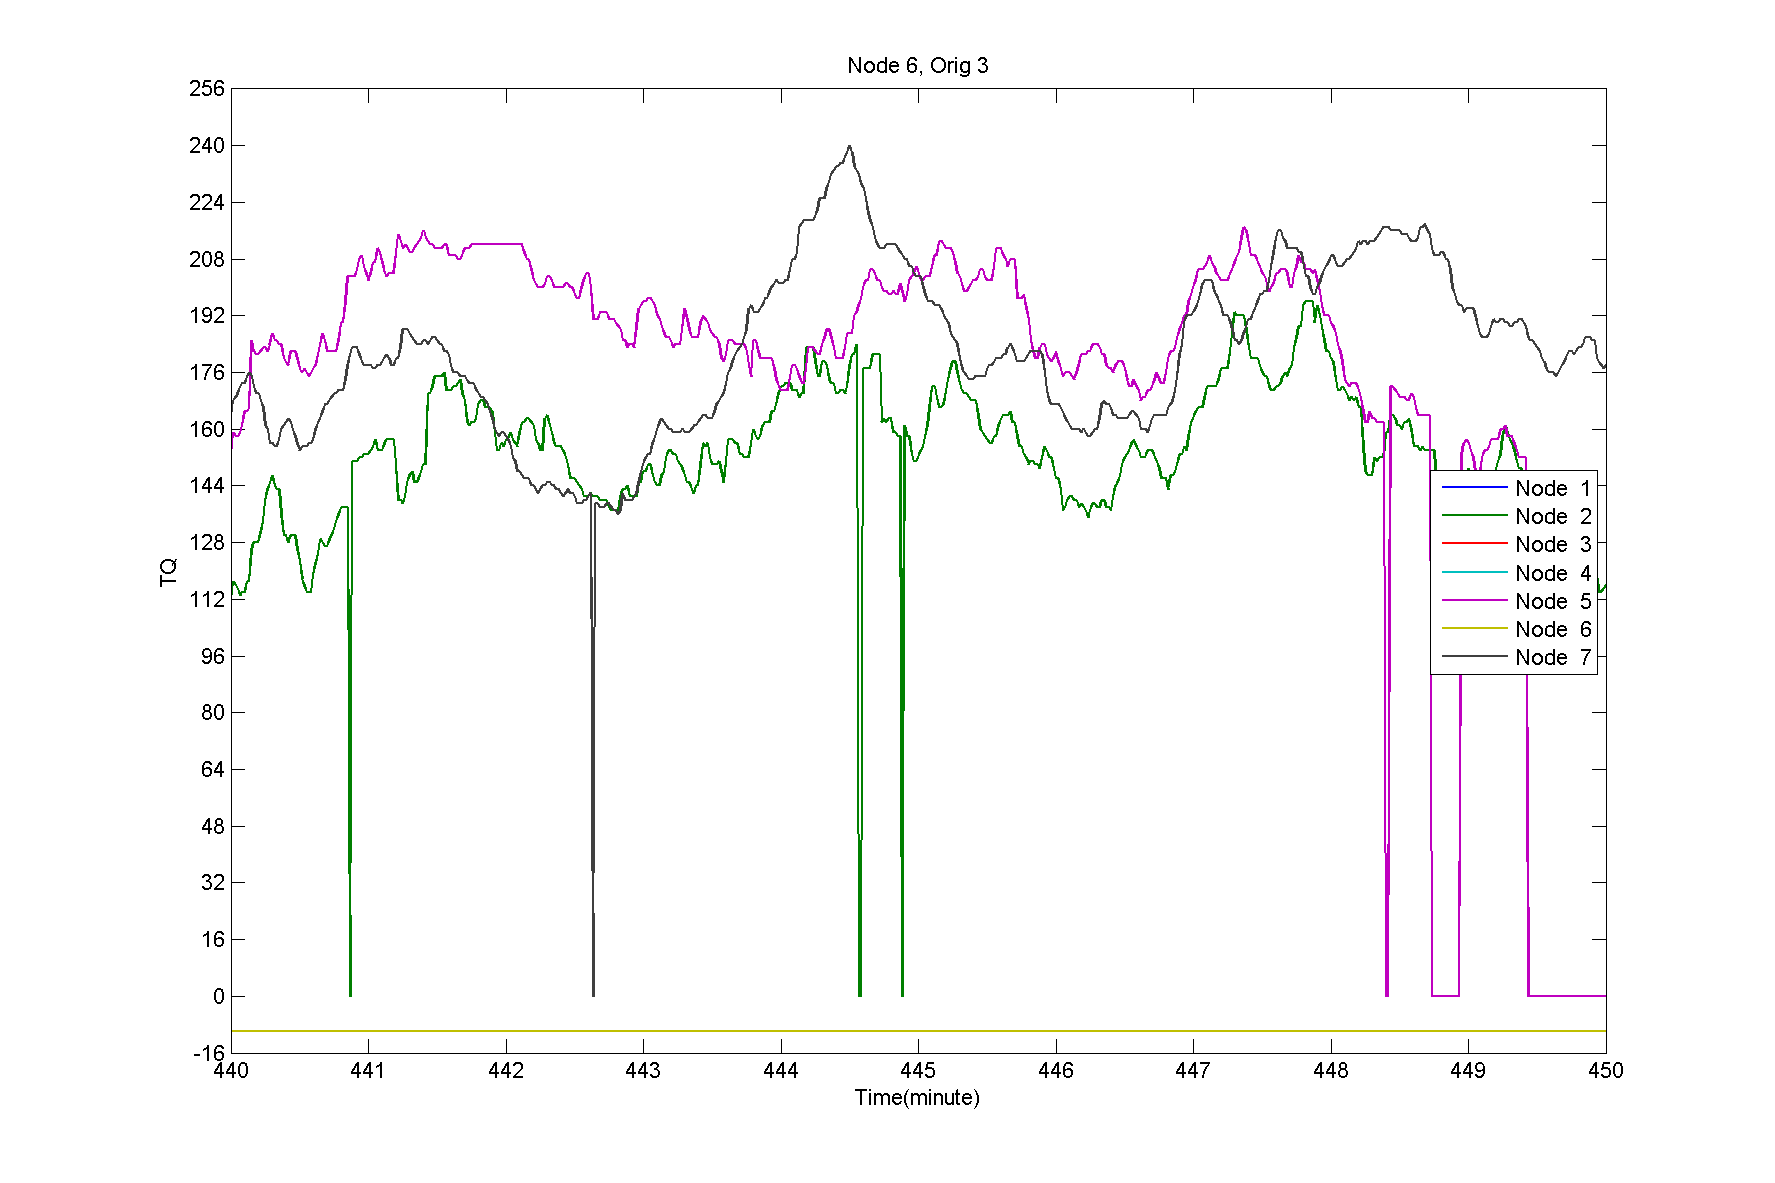 Node 6, Orig 3
256
240
224
208
192
176
160
144
128
112
96
80
64
48
32
16
0
-16
TQ
Node 1
Node 2
Node 3
Node 4
Node 5
Node 6
Node 7
440 441 442 443 444 445 446 447 448 449 450
Time(minute)